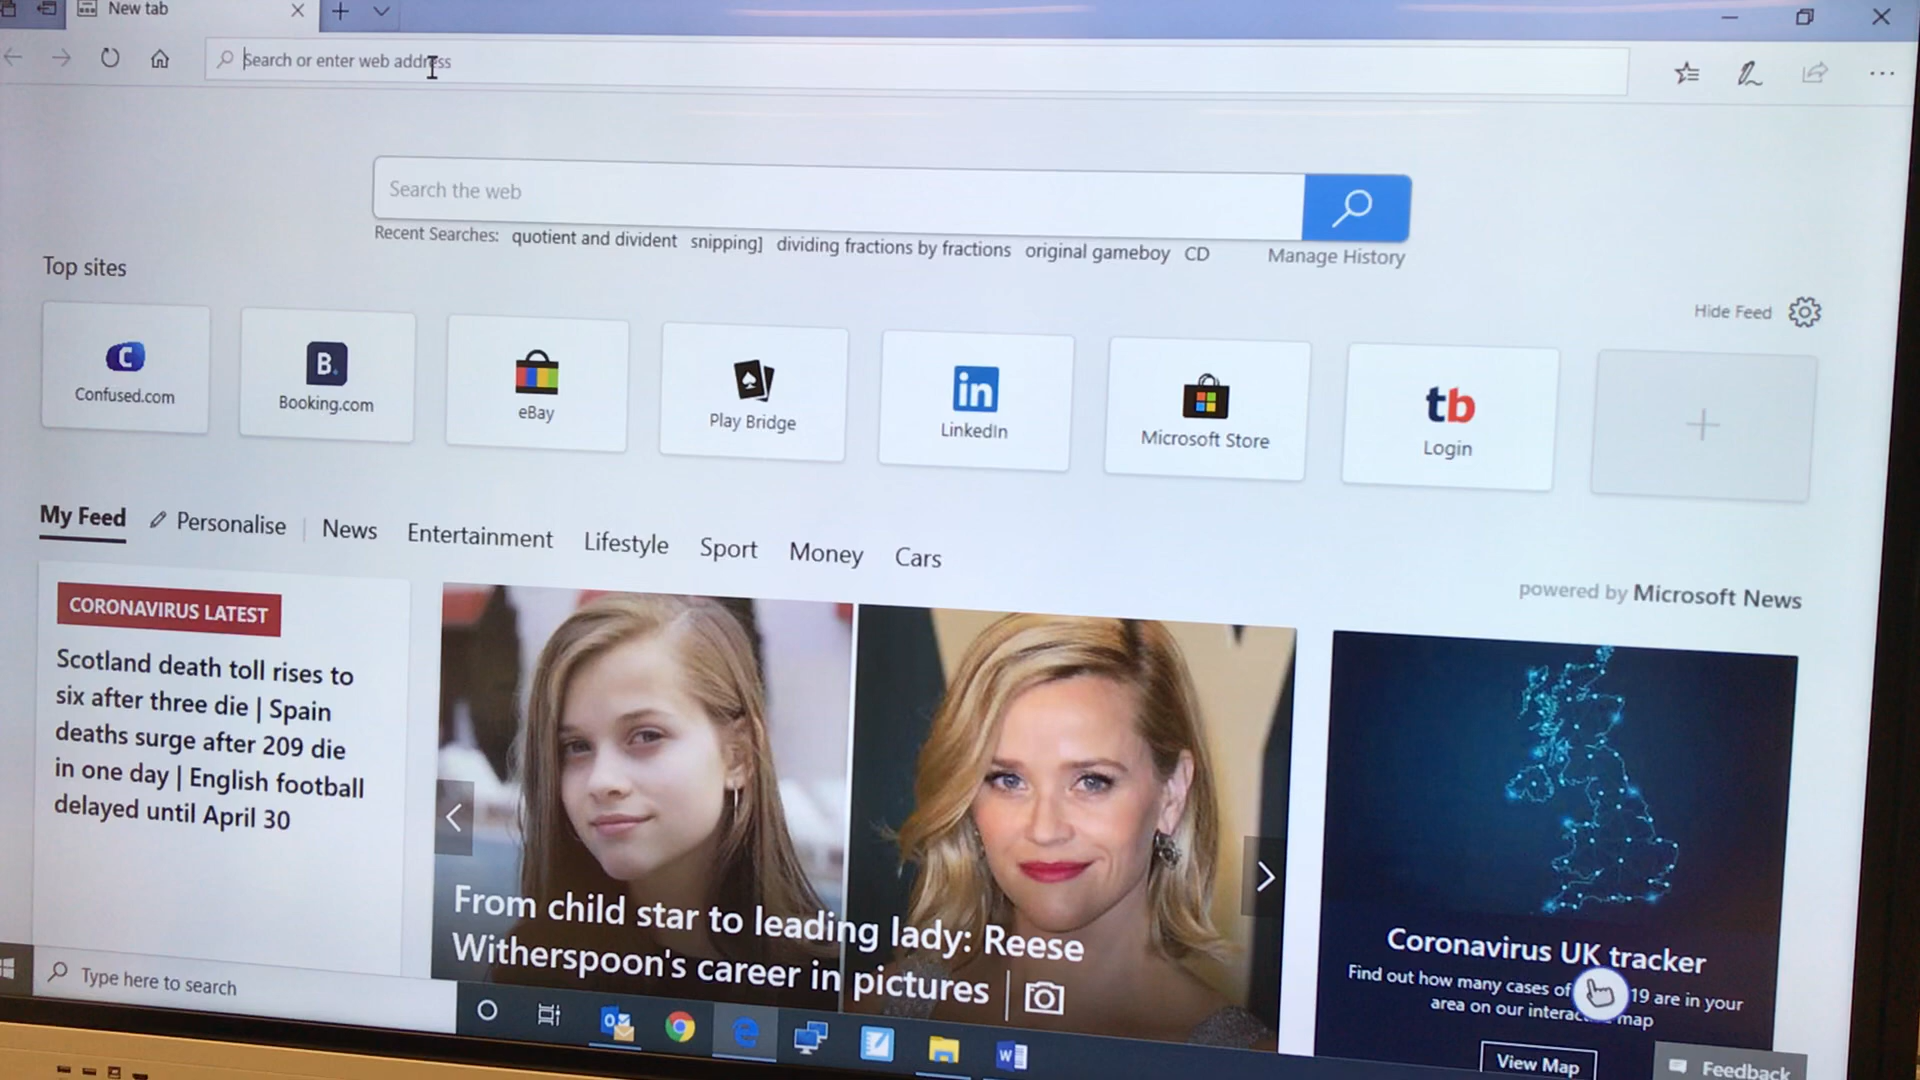 New tab
Search or enter web address
Search the web
Recent Searches: quotient and divident snipping] dividing fractions by fractions original gameboy CD Manage History
Top sites
Hide Feed
C
Confused.com
B.
Booking.com
eBay
Play Bridge
in
LinkedIn
Microsoft Store
tb
Login
My Feed Personalise News Entertainment Lifestyle Sport Money Cars
powered by Microsoft News
CORONAVIRUS LATEST
Scotland death toll rises to
six after three die | Spain
deaths surge after 209 die
in one day | English football
delayed until April 30
From child star to leading lady: Reese
Witherspoon's career in pictures
Coronavirus UK tracker
Find out how many cases of 19 are in your
area on our map
View Map
Feedback
Type here to search